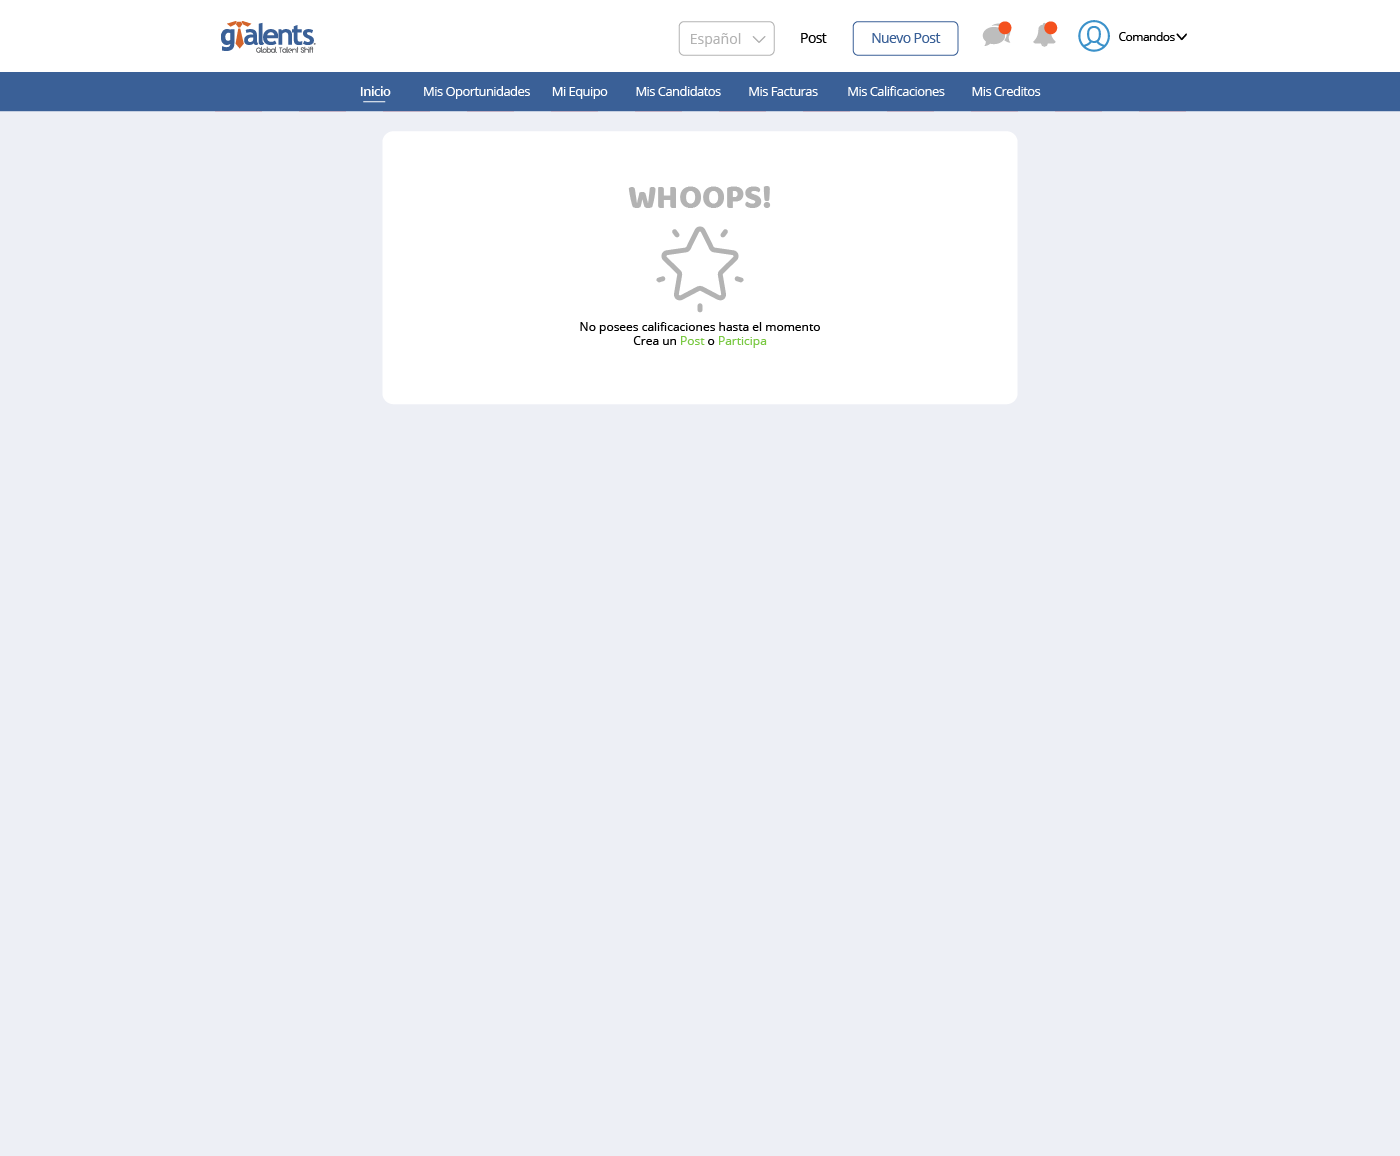 gtalents
Global Talent Shift
Español
Post
Nuevo Post
Comandos
Inicio
Mis Oportunidades
Mi Equipo
Mis Candidatos
Mis Facturas
Mis Calificaciones
Mis Creditos
WHOOPS!
No posees calificaciones hasta el momento
Crea un Post o Participa